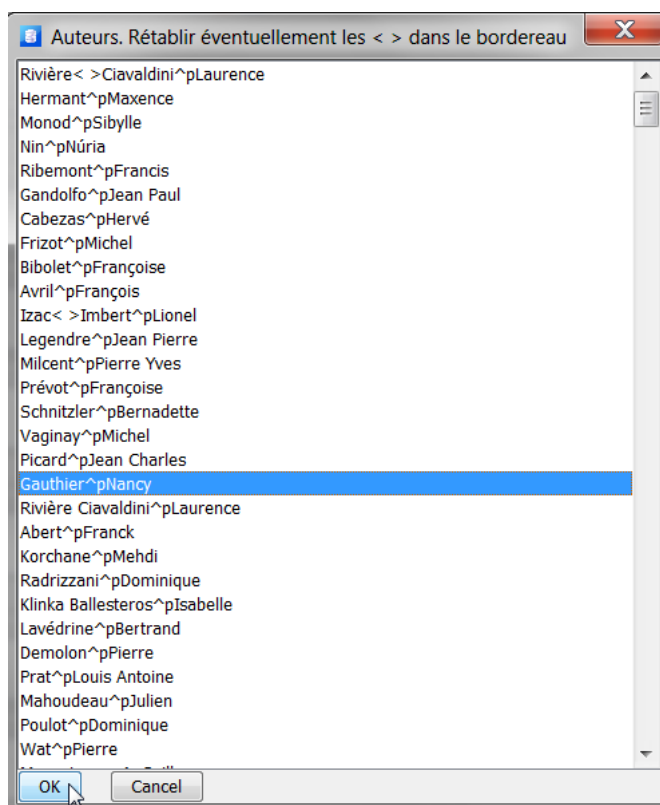 Auteurs. Rétablir éventuellement les < > dans le bordereau
Rivière< >Ciavaldini^pLaurence
Hermant^pMaxence
Monod^pSibylle
Nin^pNúria
Ribemont^pFrancis
Gandolfo^pJean Paul
Cabezas^pHervé
Frizot^pMichel
Bibolet^pFrançoise
Avril^pFrançois
Izac< >Imbert^pLionel
Legendre^pJean Pierre
Milcent^pPierre Yves
Prévot^pFrançoise
Schnitzler^pBernadette
Vaginay^pMichel
Picard^pJean Charles
Gauthier^pNancy
Rivière Ciavaldini^pLaurence
Abert^pFranck
Korchane^pMehdi
Radrizzani^pDominique
Klinka Ballesteros^pIsabelle
Lavédrine^pBertrand
Demolon^pPierre
Prat^pLouis Antoine
Mahoudeau^pJulien
Poulot^pDominique
Wat^pPierre
OK Cancel